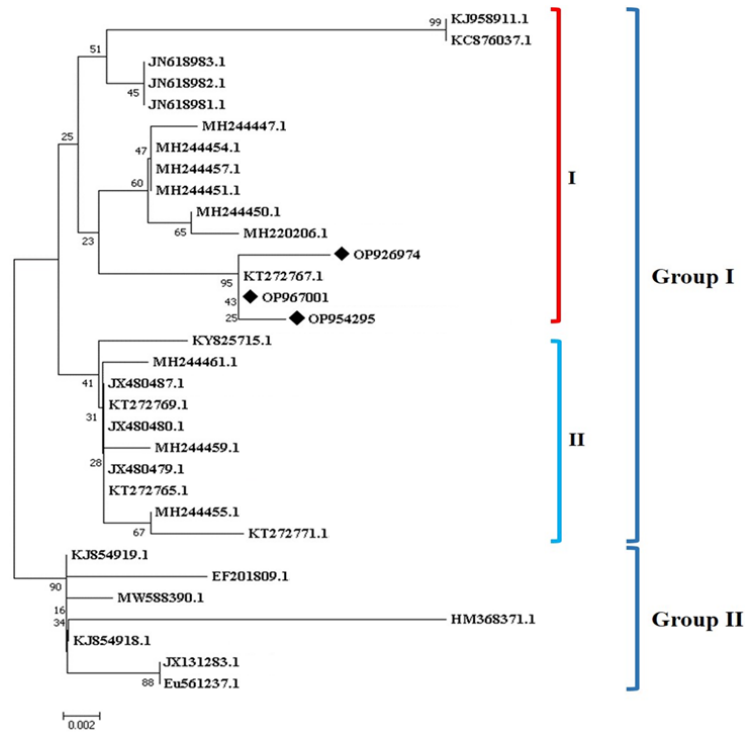 99
KJ958911.1
KC876037.1
51
JN618983.1
JN618982.1
45
JN618981.1
25
MH244447.1
47
MH244454.1
MH244457.1
60
MH244451.1
I
MH244450.1
65
MH220206.1
23
OP926974
95
KT272767.1
Group I
43
OP967001
25
OP954295
KY825715.1
MH244461.1
41
JX480487.1
KT272769.1
31
JX480480.1
II
MH244459.1
28
JX480479.1
KT272765.1
MH244455.1
67
KT272771.1
KJ854919.1
90
EF201809.1
MW588390.1
16
34
HM368371.1
Group II
KJ854918.1
JX131283.1
88
Eu561237.1
0.002